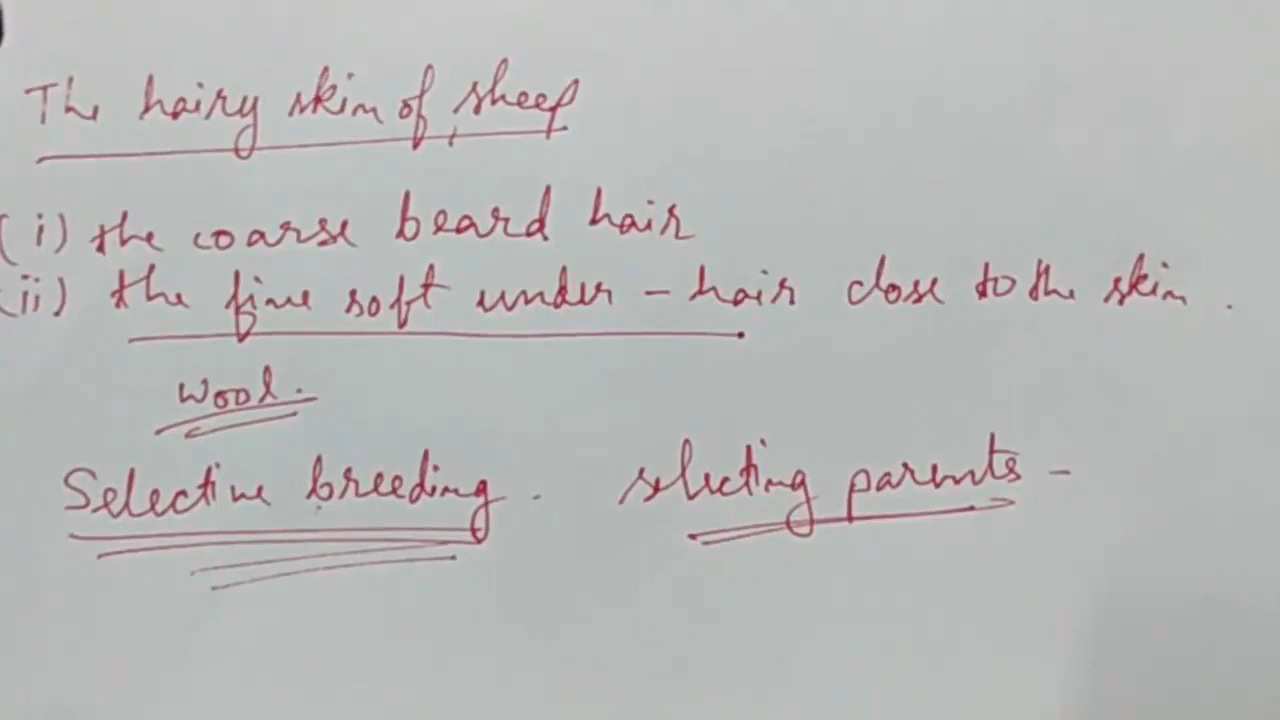 The hairy skin of sheep
(i) the coarse beard hair
(ii) the fine soft under-hair close to the skin.
Wool.
Selective breeding. selecting parents -